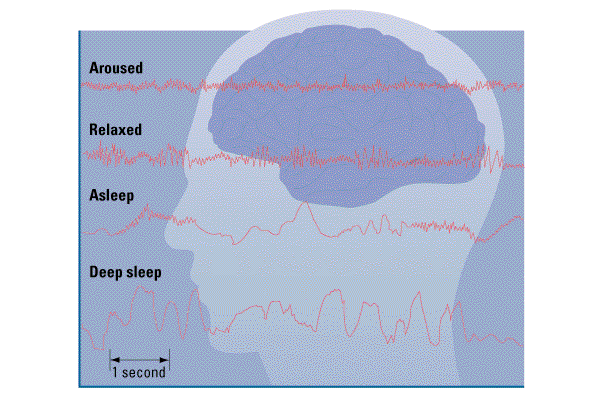 Aroused
Relaxed
Asleep
Deep sleep
1 second